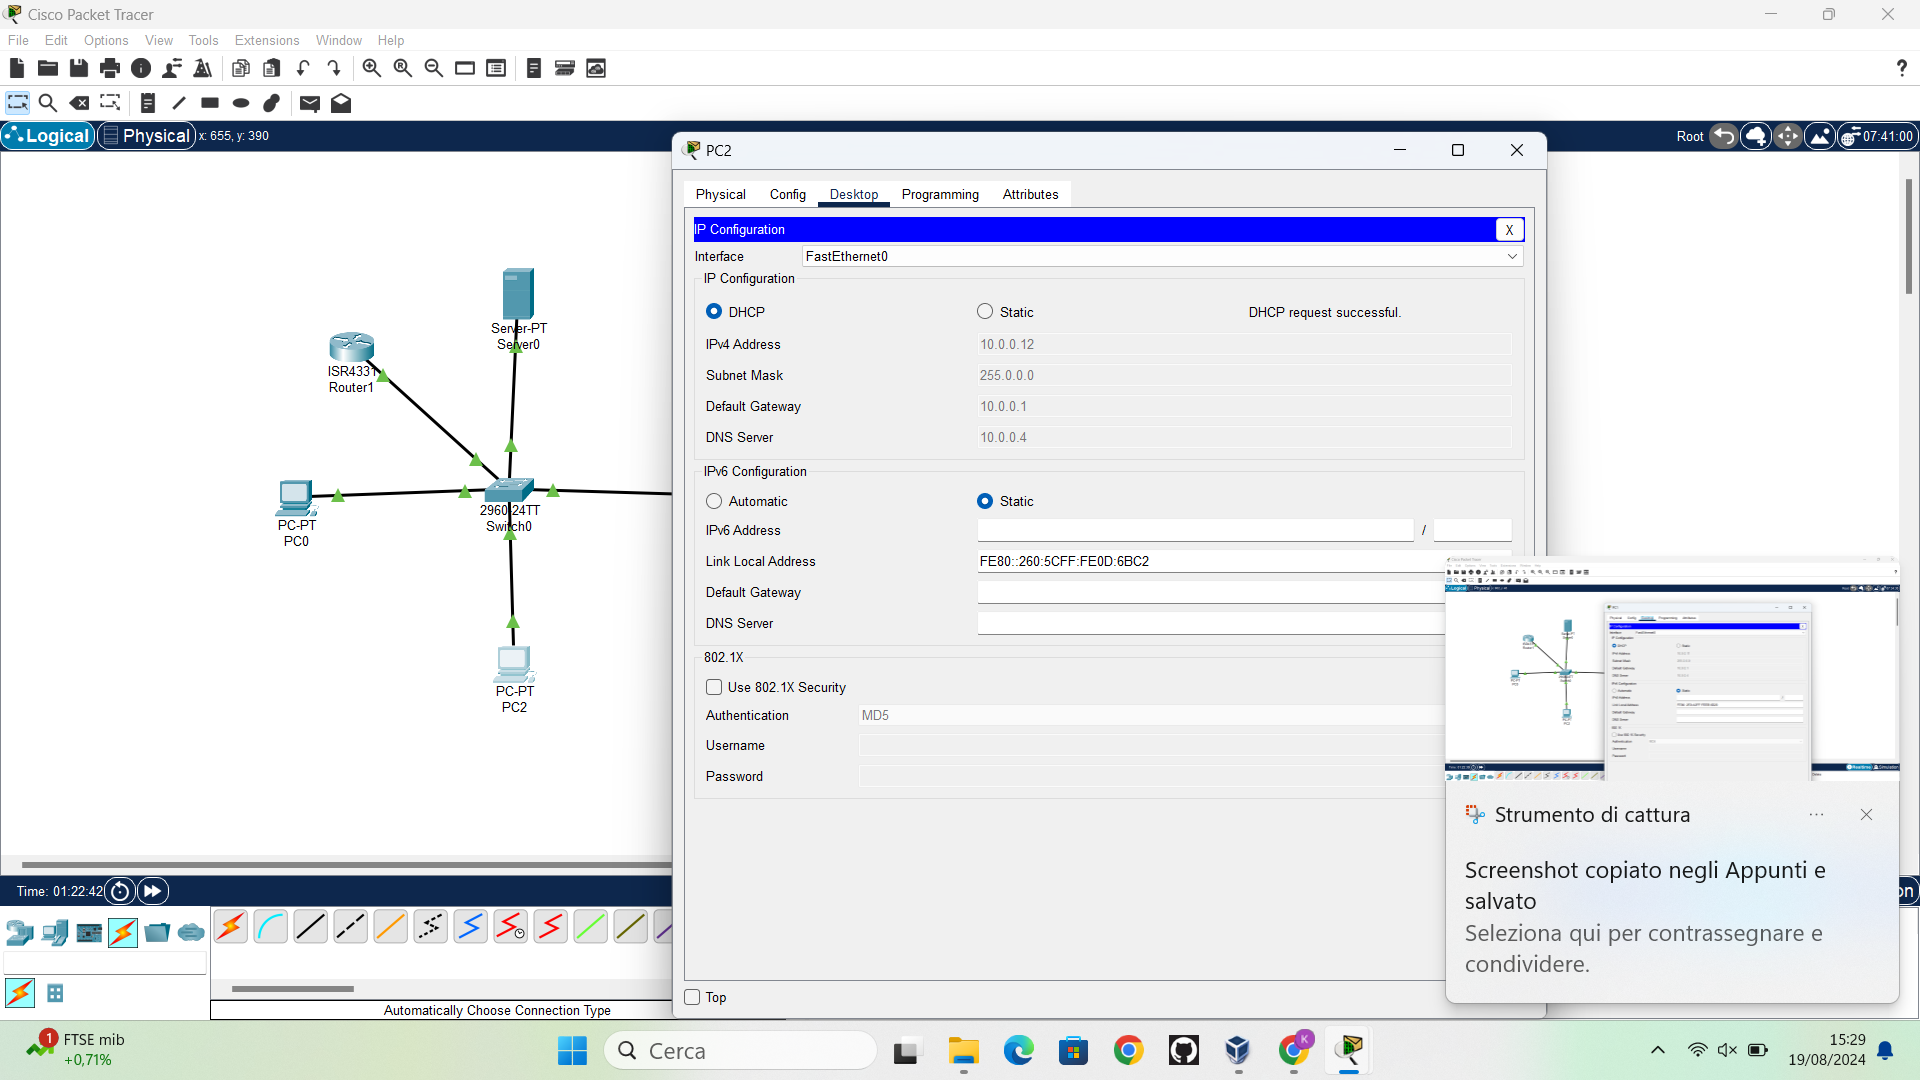 Cisco Packet Tracer
File Edit Options View Tools Extensions Window Help
?
Logical Physical x: 655, y: 390
Root 07:41:00
PC2
Physical Config Desktop Programming Attributes
IP Configuration X
Interface FastEthernet0
IP Configuration
DHCP Static DHCP request successful.
IPv4 Address 10.0.0.12
Subnet Mask 255.0.0.0
Default Gateway 10.0.0.1
DNS Server 10.0.0.4
IPv6 Configuration
Automatic Static
IPv6 Address /
Link Local Address FE80::260:5CFF:FE0D:6BC2
Default Gateway
DNS Server
802.1X
Use 802.1X Security
Authentication MD5
Username
Password
Top
Server-PT
Server0
ISR4331
Router1
PC-PT
PC0
2960-24TT
Switch0
PC-PT
PC2
Strumento di cattura
Screenshot copiato negli Appunti e
salvato
Seleziona qui per contrassegnare e
condividere.
Time: 01:22:42
on
Automatically Choose Connection Type
1
FTSE mib
+0,71%
Cerca
K
15:29
19/08/2024